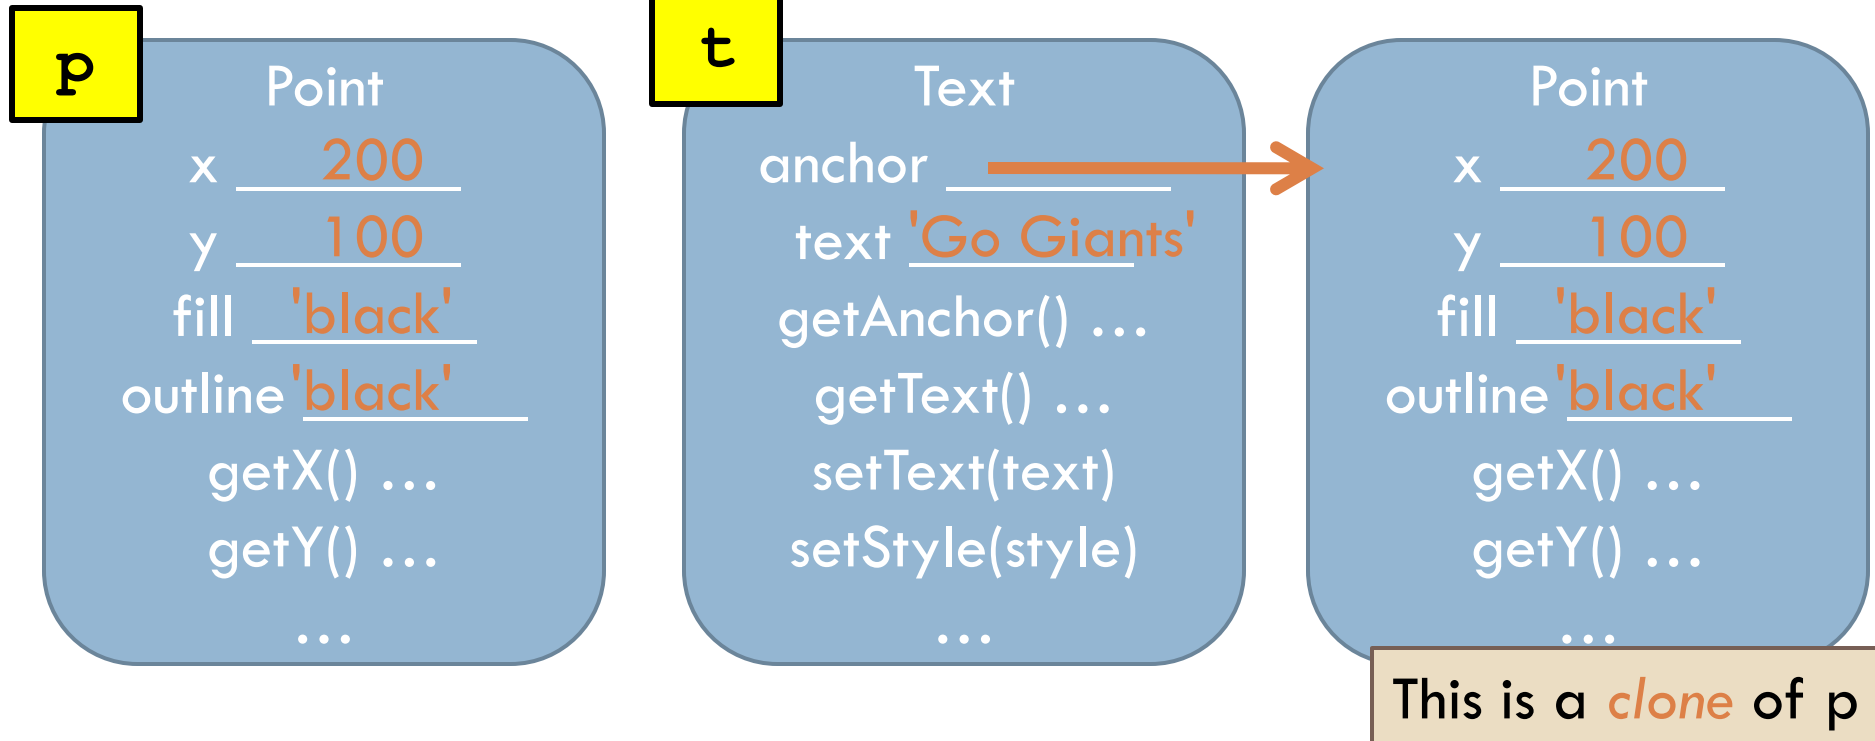 p
Point
x 200
y 100
fill 'black'
outline 'black'
getX() ...
getY() ...
...
t
Text
anchor
text 'Go Giants'
getAnchor() ...
getText() ...
setText(text)
setStyle(style)
...
Point
x 200
y 100
fill 'black'
outline 'black'
getX() ...
getY() ...
...
This is a clone of p